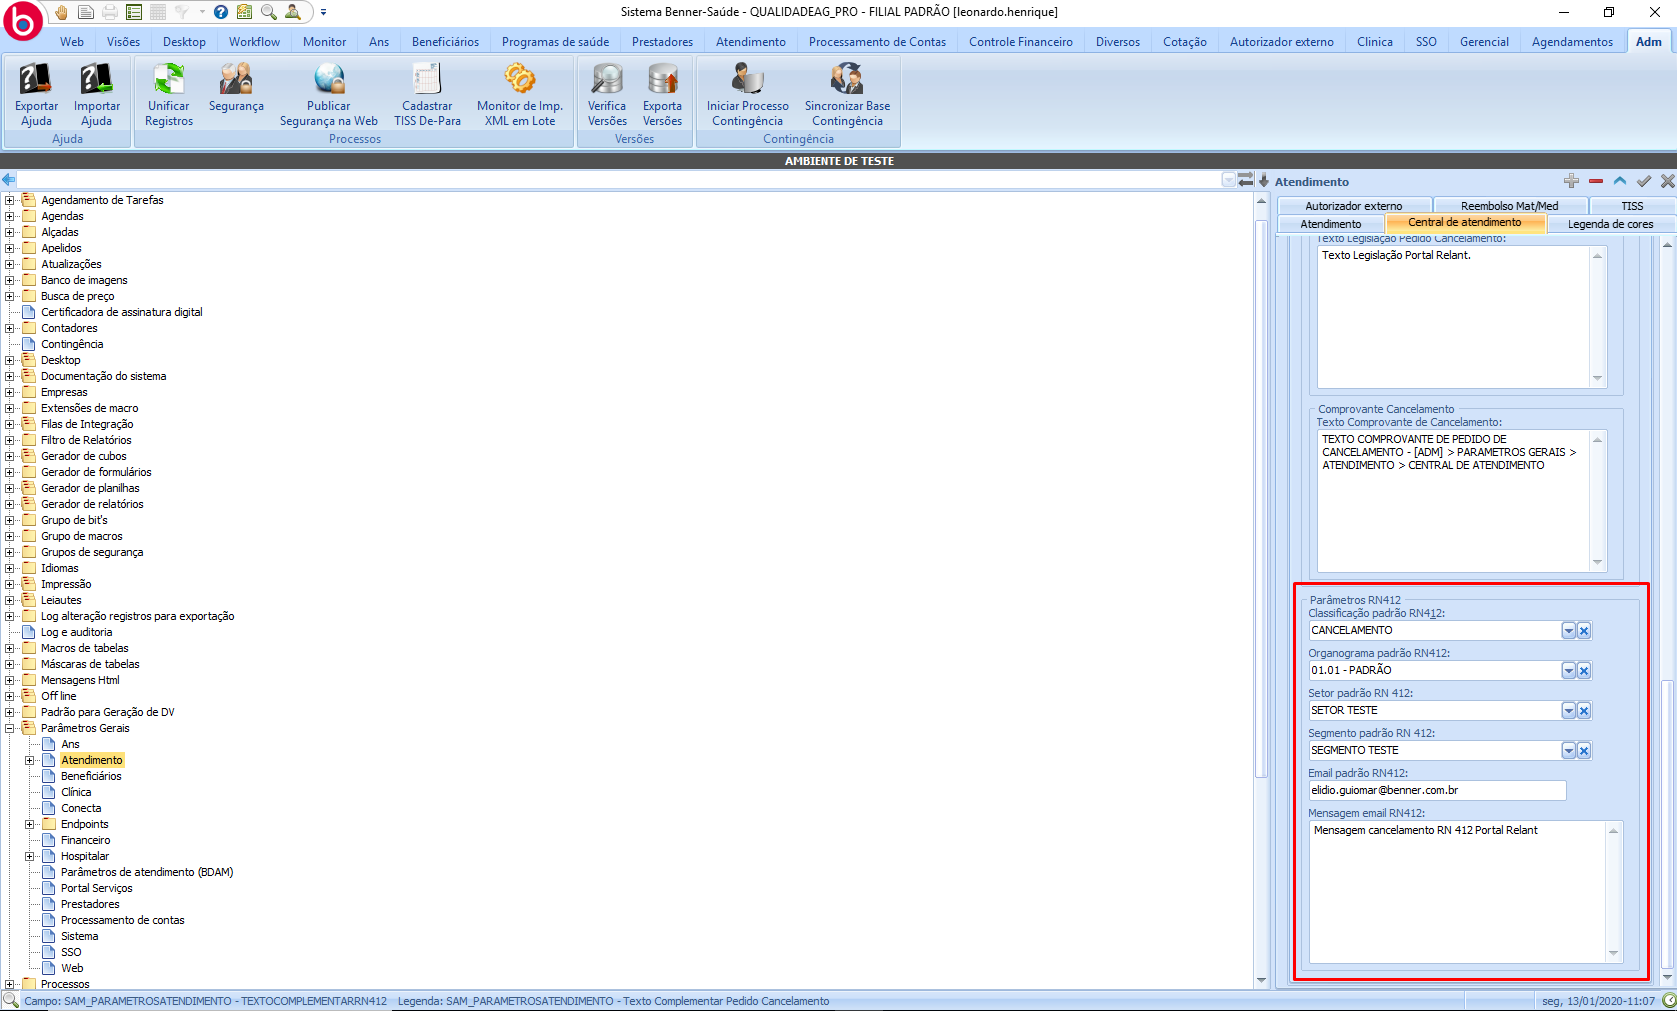 Sistema Benner-Saúde - QUALIDADEAG_PRO - FILIAL PADRÃO [leonardo.henrique]
Web Visões Desktop Workflow Monitor Ans Beneficiários Programas de saúde Prestadores Atendimento Processamento de Contas Controle Financeiro Diversos Cotação Autorizador externo Clinica SSO Gerencial Agendamentos Adm
Exportar Ajuda
Importar Ajuda
Unificar Registros
Segurança
Publicar Segurança na Web
Cadastrar TISS De-Para
Monitor de Imp. XML em Lote
Verifica Versões
Exporta Versões
Iniciar Processo Contingência
Sincronizar Base Contingência
Ajuda Processos Versões Contingência
AMBIENTE DE TESTE
Agendamento de Tarefas
Agendas
Alçadas
Apelidos
Atualizações
Banco de imagens
Busca de preço
Certificadora de assinatura digital
Contadores
Contingência
Desktop
Documentação do sistema
Empresas
Extensões de macro
Filas de Integração
Filtro de Relatórios
Gerador de cubos
Gerador de formulários
Gerador de planilhas
Gerador de relatórios
Grupo de bit's
Grupo de macros
Grupos de segurança
Idiomas
Impressão
Leiautes
Log alteração registros para exportação
Log e auditoria
Macros de tabelas
Máscaras de tabelas
Mensagens Html
Off line
Padrão para Geração de DV
Parâmetros Gerais
Ans
Atendimento
Beneficiários
Clínica
Conecta
Endpoints
Financeiro
Hospitalar
Parâmetros de atendimento (BDAM)
Portal Serviços
Prestadores
Processamento de contas
Sistema
SSO
Web
Processos
Atendimento
Autorizador externo Reembolso Mat/Med TISS
Atendimento Central de atendimento Legenda de cores
Texto Legislação Pedido Cancelamento:
Texto Legislação Portal Relant.
Comprovante Cancelamento
Texto Comprovante de Cancelamento:
TEXTO COMPROVANTE DE PEDIDO DE
CANCELAMENTO - [ADM] > PARAMETROS GERAIS >
ATENDIMENTO > CENTRAL DE ATENDIMENTO
Parâmetros RN412
Classificação padrão RN412:
CANCELAMENTO
Organograma padrão RN412:
01.01 - PADRÃO
Setor padrão RN 412:
SETOR TESTE
Segmento padrão RN 412:
SEGMENTO TESTE
Email padrão RN412:
elidio.guiomar@benner.com.br
Mensagem email RN412:
Mensagem cancelamento RN 412 Portal Relant
Campo: SAM_PARAMETROSATENDIMENTO - TEXTOCOMPLEMENTARRN412 Legenda: SAM_PARAMETROSATENDIMENTO - Texto Complementar Pedido Cancelamento
seg, 13/01/2020-11:07